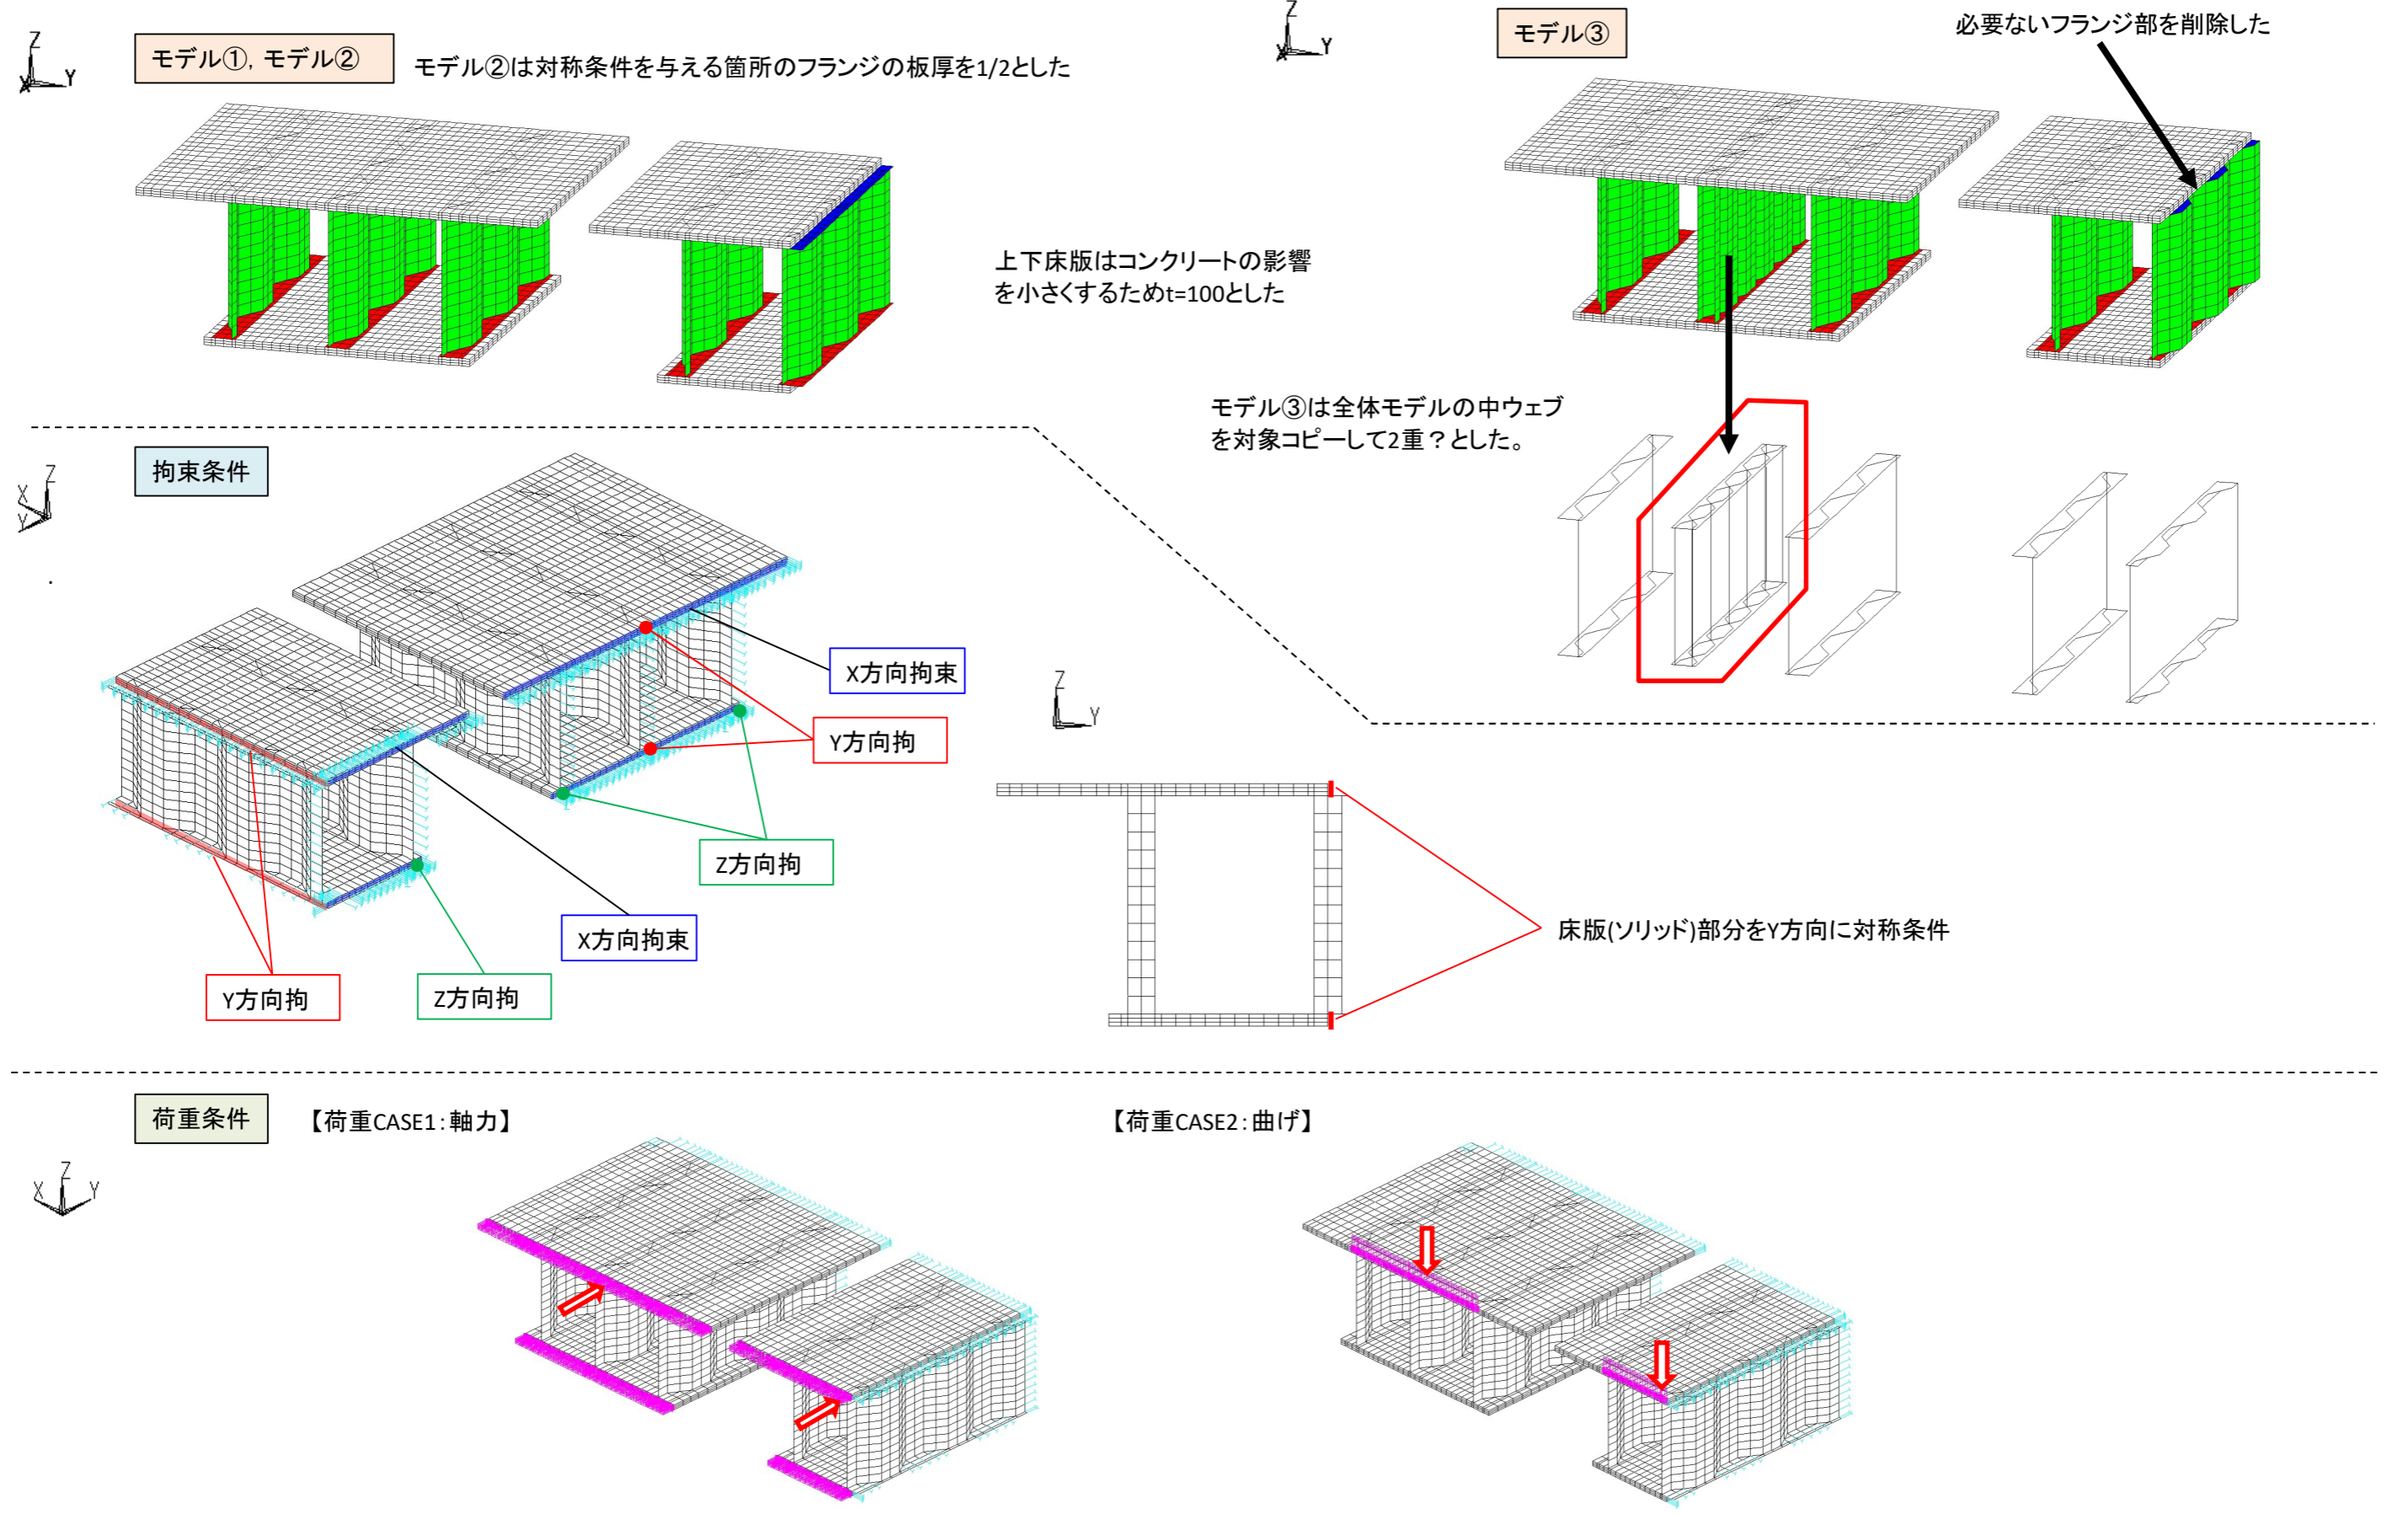 モデル①, モデル②
モデル②は対称条件を与える箇所のフランジの板厚を1/2とした
モデル③
必要ないフランジ部を削除した
上下床版はコンクリートの影響
を小さくするためt=100とした
モデル③は全体モデルの中ウェブ
を対象コピーして2重？とした。
Z
Y
X
Z
Y
X
拘束条件
Z
X
Y
X方向拘束
Y方向拘
Z方向拘
X方向拘束
Y方向拘
Z方向拘
Z
Y
床版(ソリッド)部分をY方向に対称条件
荷重条件
【荷重CASE1：軸力】
【荷重CASE2：曲げ】
Z
X
Y